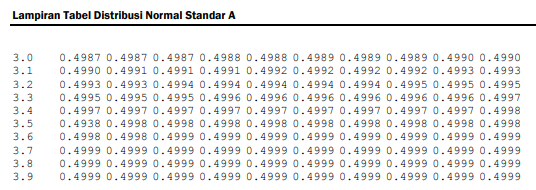 Lampiran Tabel Distribusi Normal Standar A
3.0 0.4987 0.4987 0.4987 0.4988 0.4988 0.4989 0.4989 0.4989 0.4990 0.4990
3.1 0.4990 0.4991 0.4991 0.4991 0.4992 0.4992 0.4992 0.4992 0.4993 0.4993
3.2 0.4993 0.4993 0.4994 0.4994 0.4994 0.4994 0.4994 0.4995 0.4995 0.4995
3.3 0.4995 0.4995 0.4995 0.4996 0.4996 0.4996 0.4996 0.4996 0.4996 0.4997
3.4 0.4997 0.4997 0.4997 0.4997 0.4997 0.4997 0.4997 0.4997 0.4997 0.4998
3.5 0.4938 0.4998 0.4998 0.4998 0.4998 0.4998 0.4998 0.4998 0.4998 0.4998
3.6 0.4998 0.4998 0.4999 0.4999 0.4999 0.4999 0.4999 0.4999 0.4999 0.4999
3.7 0.4999 0.4999 0.4999 0.4999 0.4999 0.4999 0.4999 0.4999 0.4999 0.4999
3.8 0.4999 0.4999 0.4999 0.4999 0.4999 0.4999 0.4999 0.4999 0.4999 0.4999
3.9 0.4999 0.4999 0.4999 0.4999 0.4999 0.4999 0.4999 0.4999 0.4999 0.4999